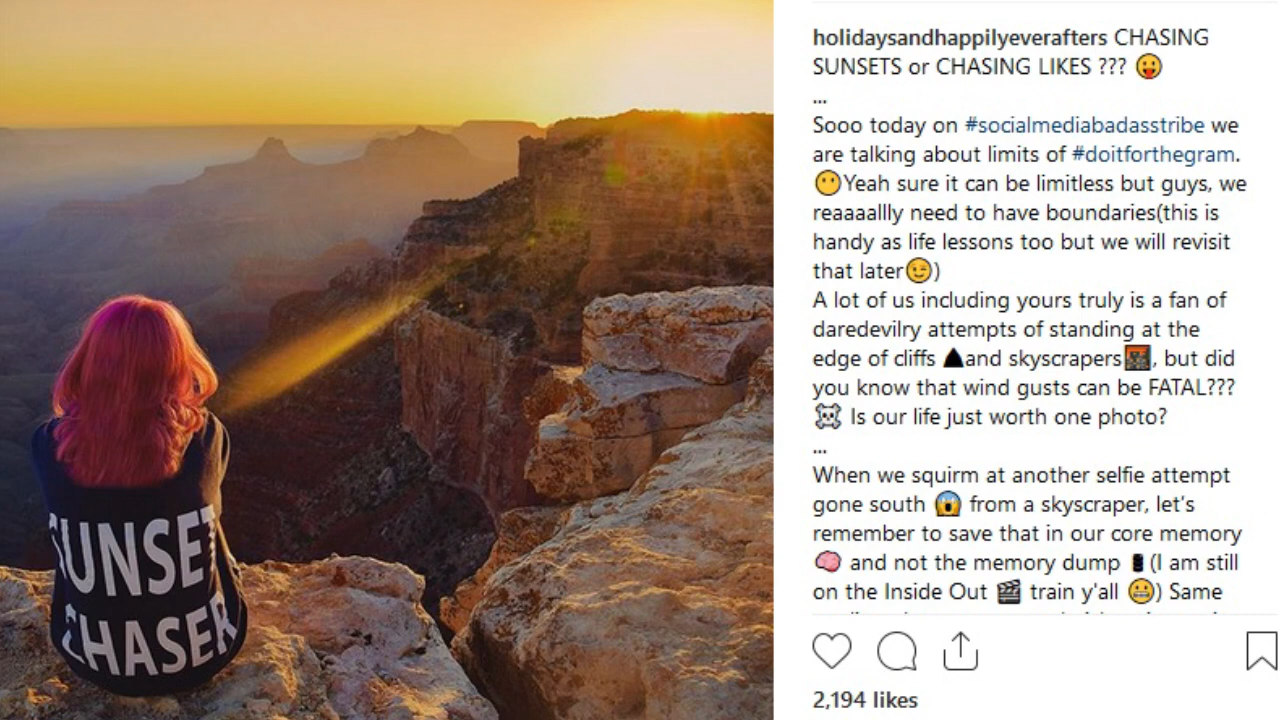 SUNSET
CHASER
holidaysandhappilyeverafters CHASING
SUNSETS or CHASING LIKES ??? 😛
...
Sooo today on #socialmediabadasstribe we
are talking about limits of #doitforthegram.
😶Yeah sure it can be limitless but guys, we
reaaaallly need to have boundaries(this is
handy as life lessons too but we will revisit
that later😉)
A lot of us including yours truly is a fan of
daredevilry attempts of standing at the
edge of cliffs ▲and skyscrapers🌆, but did
you know that wind gusts can be FATAL???
☠️ Is our life just worth one photo?
...
When we squirm at another selfie attempt
gone south 😱 from a skyscraper, let's
remember to save that in our core memory
🧠 and not the memory dump 🛢(I am still
on the Inside Out 🎬 train y'all 😬) Same
2,194 likes